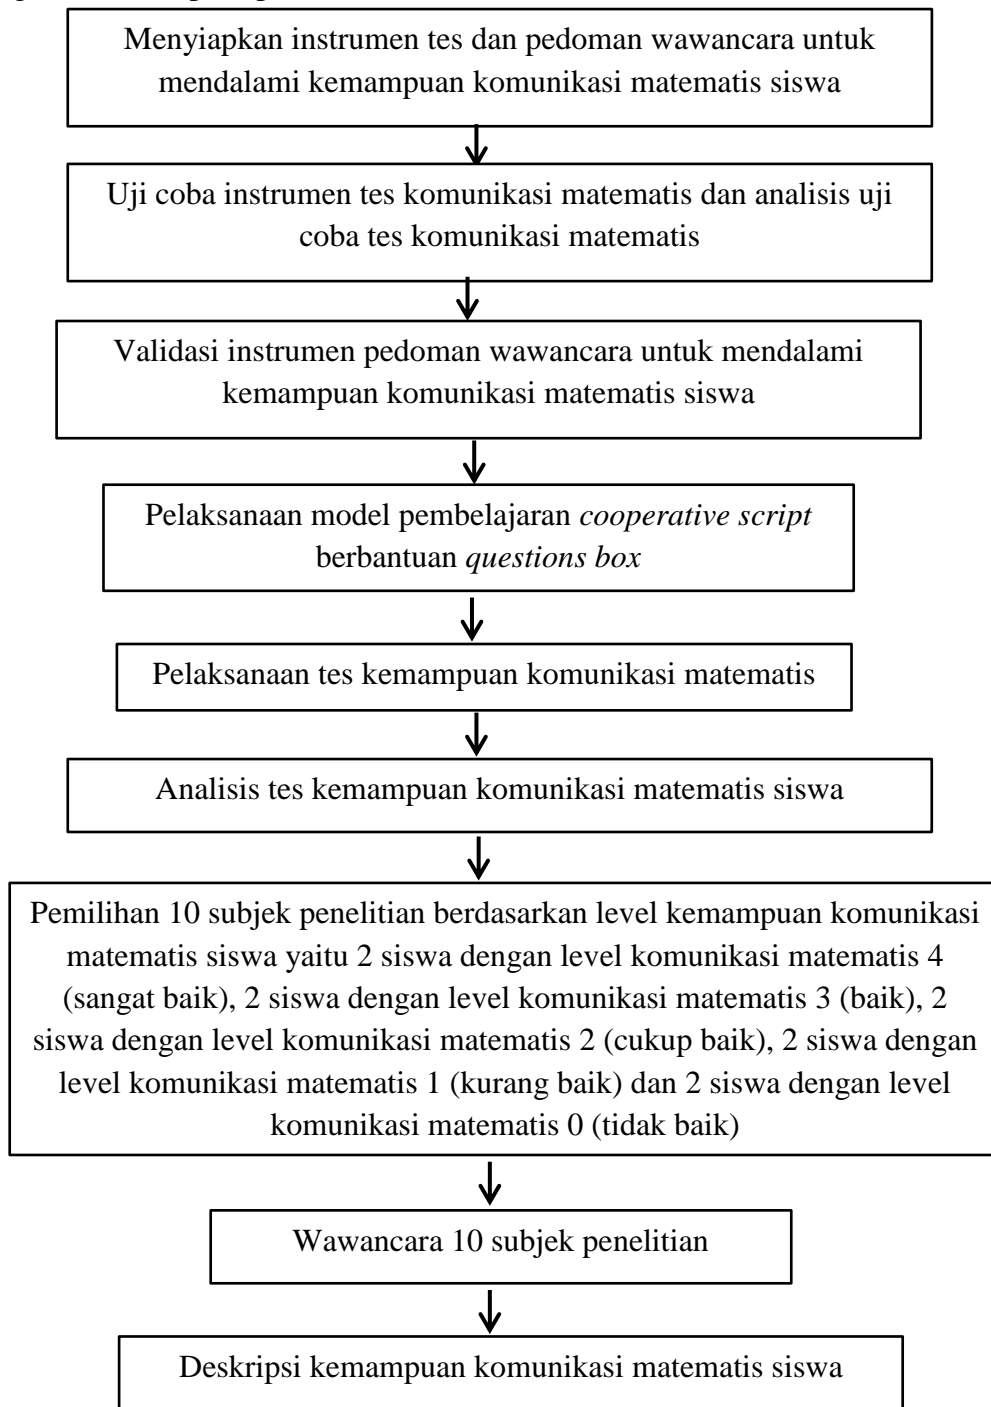 Menyiapkan instrumen tes dan pedoman wawancara untuk
mendalami kemampuan komunikasi matematis siswa
Uji coba instrumen tes komunikasi matematis dan analisis uji
coba tes komunikasi matematis
Validasi instrumen pedoman wawancara untuk mendalami
kemampuan komunikasi matematis siswa
Pelaksanaan model pembelajaran cooperative script
berbantuan questions box
Pelaksanaan tes kemampuan komunikasi matematis
Analisis tes kemampuan komunikasi matematis siswa
Pemilihan 10 subjek penelitian berdasarkan level kemampuan komunikasi
matematis siswa yaitu 2 siswa dengan level komunikasi matematis 4
(sangat baik), 2 siswa dengan level komunikasi matematis 3 (baik), 2
siswa dengan level komunikasi matematis 2 (cukup baik), 2 siswa dengan
level komunikasi matematis 1 (kurang baik) dan 2 siswa dengan level
komunikasi matematis 0 (tidak baik)
Wawancara 10 subjek penelitian
Deskripsi kemampuan komunikasi matematis siswa